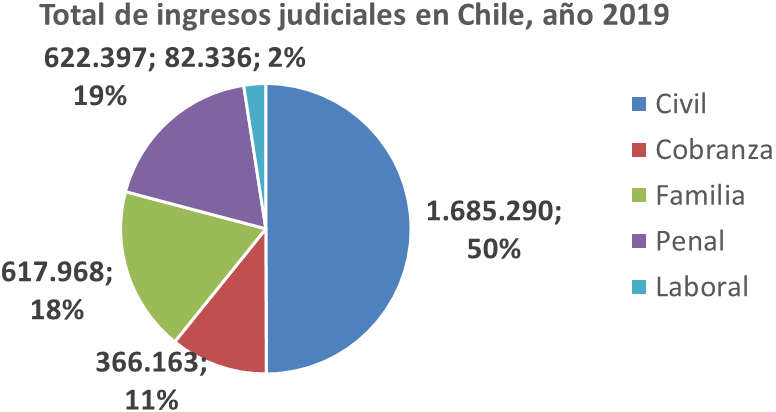 Total de ingresos judiciales en Chile, año 2019
622.397; 82.336; 2%
19%
Civil
Cobranza
Familia
Penal
Laboral
1.685.290;
50%
617.968;
18%
366.163;
11%